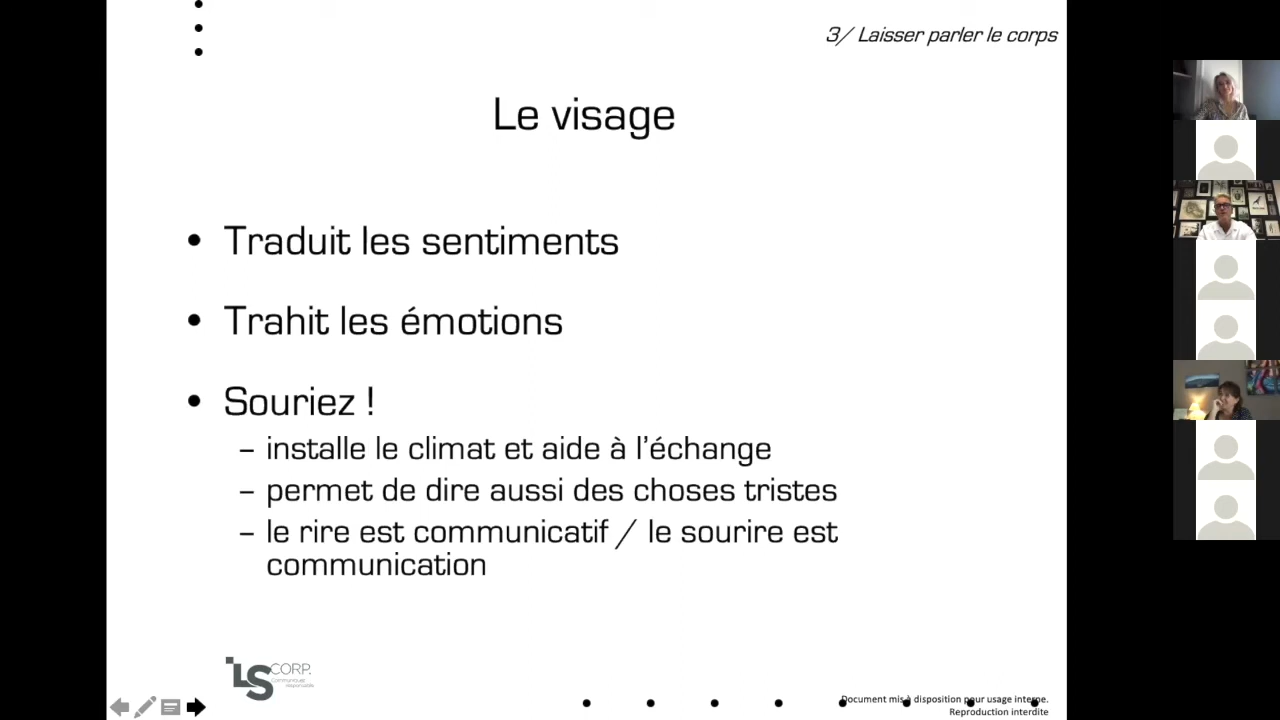 3/ Laisser parler le corps
Le visage
• Traduit les sentiments
• Trahit les émotions
• Souriez !
– installe le climat et aide à l'échange
– permet de dire aussi des choses tristes
– le rire est communicatif / le sourire est
communication
LS CORP.
Communiquez
responsable
Document mis à disposition pour usage interne.
Reproduction interdite